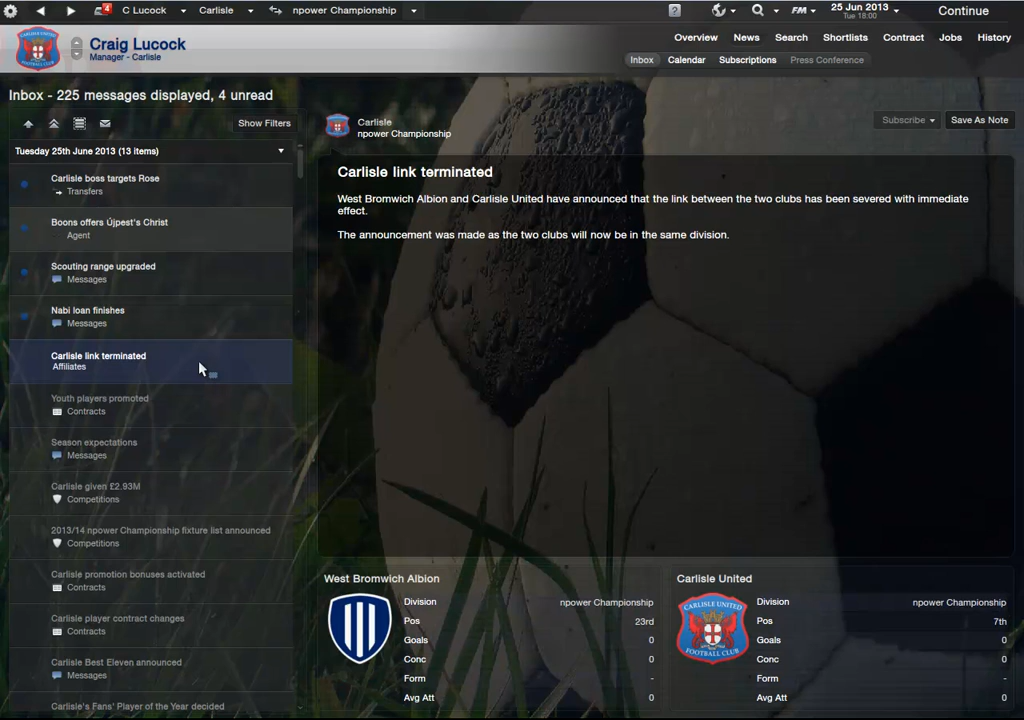 4 C Lucock Carlisle npower Championship ? FM 25 Jun 2013 Continue
Tue 18:00
Craig Lucock
Manager - Carlisle
Overview News Search Shortlists Contract Jobs History
Inbox Calendar Subscriptions Press Conference
Inbox - 225 messages displayed, 4 unread
Show Filters
Tuesday 25th June 2013 (13 items)
Carlisle boss targets Rose
Transfers
Boons offers Újpest's Christ
Agent
Scouting range upgraded
Messages
Nabi loan finishes
Messages
Carlisle link terminated
Affiliates
Youth players promoted
Contracts
Season expectations
Messages
Carlisle given £2.93M
Competitions
2013/14 npower Championship fixture list announced
Competitions
Carlisle promotion bonuses activated
Contracts
Carlisle player contract changes
Contracts
Carlisle Best Eleven announced
Messages
Carlisle's Fans' Player of the Year decided
Carlisle
npower Championship
Subscribe Save As Note
Carlisle link terminated
West Bromwich Albion and Carlisle United have announced that the link between the two clubs has been severed with immediate
effect.
The announcement was made as the two clubs will now be in the same division.
West Bromwich Albion
Division npower Championship
Pos 23rd
Goals 0
Conc 0
Form -
Avg Att 0
Carlisle United
CARLISLE UNITED
FOOTBALL CLUB
Division npower Championship
Pos 7th
Goals 0
Conc 0
Form -
Avg Att 0